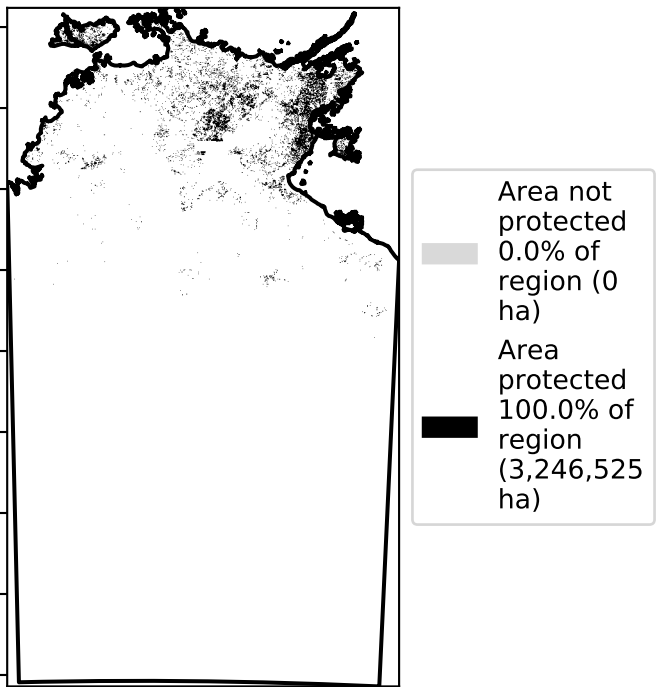 Area not
protected
0.0% of
region (0
ha)
Area
protected
100.0% of
region
(3,246,525
ha)